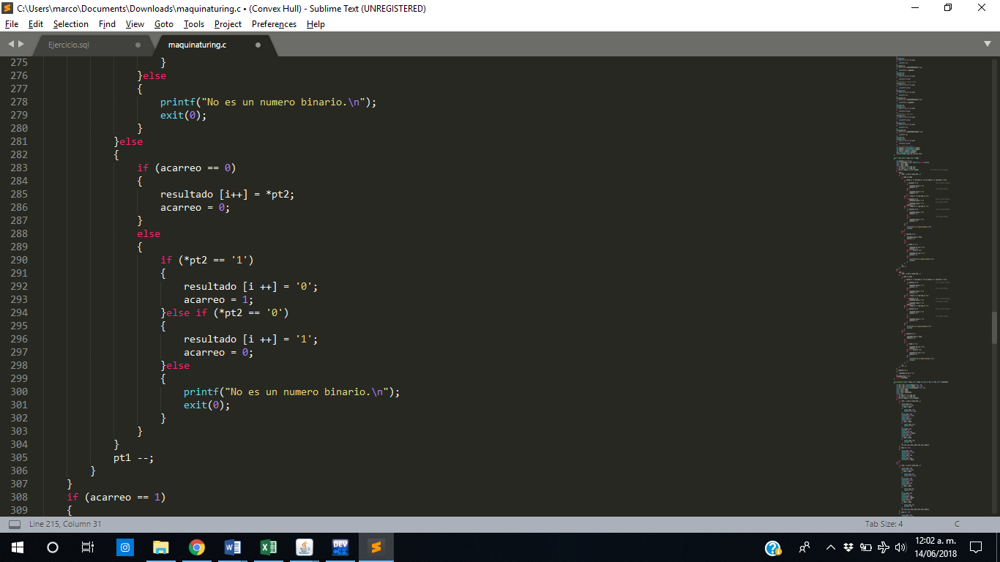 C:\Users\marco\Documents\Downloads\maquinaturing.c • (Convex Hull) - Sublime Text (UNREGISTERED)
File Edit Selection Find View Goto Tools Project Preferences Help
Ejercicio.sql maquinaturing.c
275 }
276 }else
277 {
278 printf("No es un numero binario.\n");
279 exit(0);
280 }
281 }else
282 {
283 if (acarreo == 0)
284 {
285 resultado [i++] = *pt2;
286 acarreo = 0;
287 }
288 else
289 {
290 if (*pt2 == '1')
291 {
292 resultado [i ++] = '0';
293 acarreo = 1;
294 }else if (*pt2 == '0')
295 {
296 resultado [i ++] = '1';
297 acarreo = 0;
298 }else
299 {
300 printf("No es un numero binario.\n");
301 exit(0);
302 }
303 }
304 }
305 pt1 --;
306 }
307 }
308 if (acarreo == 1)
309 {
Line 215, Column 31 Tab Size: 4 C
DEV
12:02 a. m.
14/06/2018